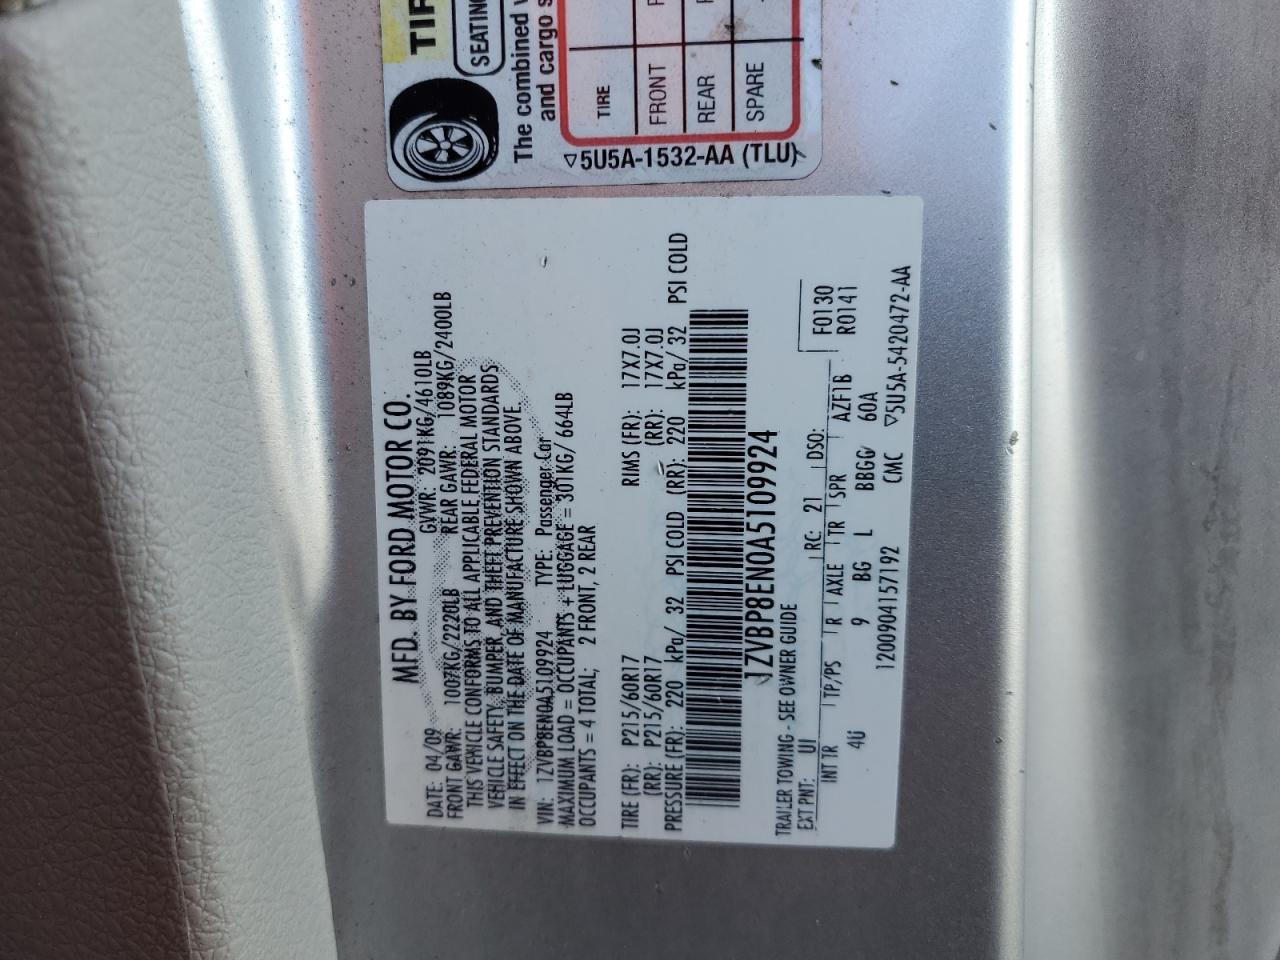 MFD. BY FORD MOTOR CO.
DATE: 04/09 GVWR: 2091KG/4610LB
FRONT GAWR: 1007KG/2220LB REAR GAWR: 1089KG/2400LB
THIS VEHICLE CONFORMS TO ALL APPLICABLE FEDERAL MOTOR
VEHICLE SAFETY, BUMPER, AND THEFT PREVENTION STANDARDS
IN EFFECT ON THE DATE OF MANUFACTURE SHOWN ABOVE.
VIN: 1ZVBP8EN0A5109924 TYPE: Passenger Car
MAXIMUM LOAD = OCCUPANTS + LUGGAGE = 301KG/ 664LB
OCCUPANTS = 4 TOTAL; 2 FRONT, 2 REAR
TIRE (FR): P215/60R17 RIMS (FR): 17X7.0J
(RR): P215/60R17 (RR): 17X7.0J
PRESSURE (FR): 220 kPa/ 32 PSI COLD (RR): 220 kPa/ 32 PSI COLD
1ZVBP8EN0A5109924
TRAILER TOWING - SEE OWNER GUIDE
EXT PNT: UI RC: 21 DSO: F0130
INT TR TP/PS R AXLE TR SPR AZF1B R0141
4U 9 BG L BBGG 60A
1200904157192 CMC ▽5U5A-5420472-AA
TIR
SEATING
The combined
and cargo s
TIRE
FRONT
REAR
SPARE
▽5U5A-1532-AA (TLU)